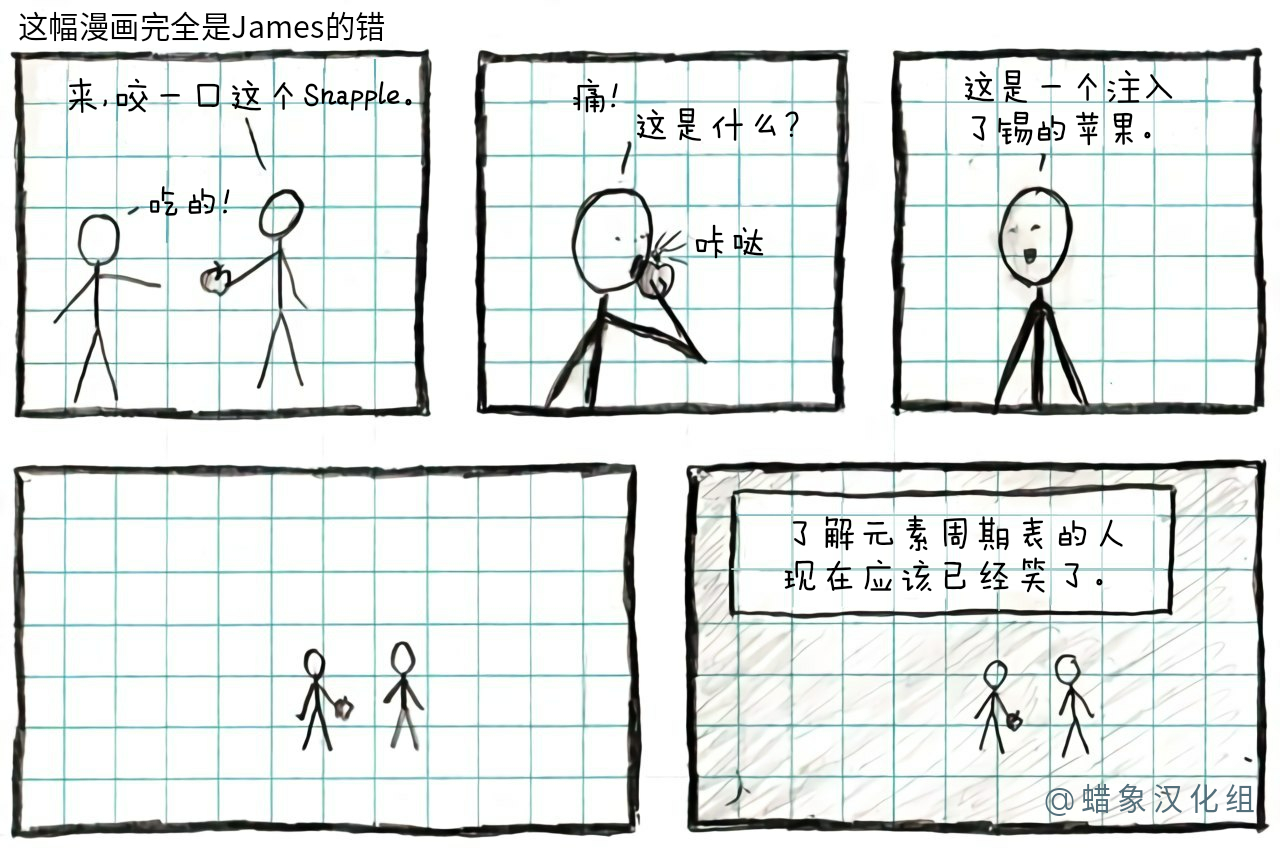 这幅漫画完全是James的错
来,咬一口这个Snapple。
吃的!
痛!
这是什么?
咔哒
这是一个注入
了锡的苹果。
了解元素周期表的人
现在应该已经笑了。
@蜡象汉化组